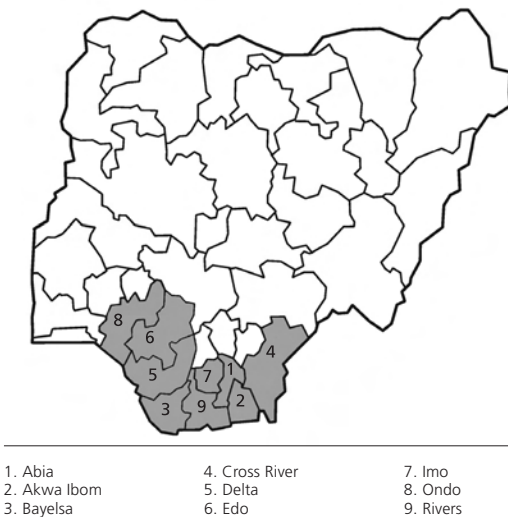 8
6
4
5
7
1
3
9
2
1. Abia
2. Akwa Ibom
3. Bayelsa
4. Cross River
5. Delta
6. Edo
7. Imo
8. Ondo
9. Rivers